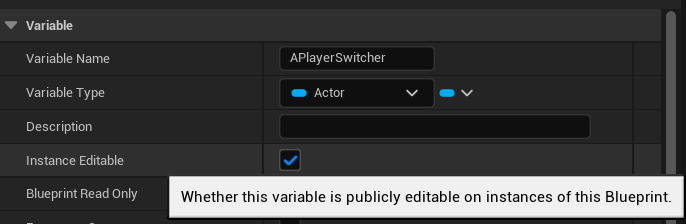 Variable
Variable Name APlayerSwitcher
Variable Type Actor
Description
Instance Editable
Blueprint Read Only Whether this variable is publicly editable on instances of this Blueprint.